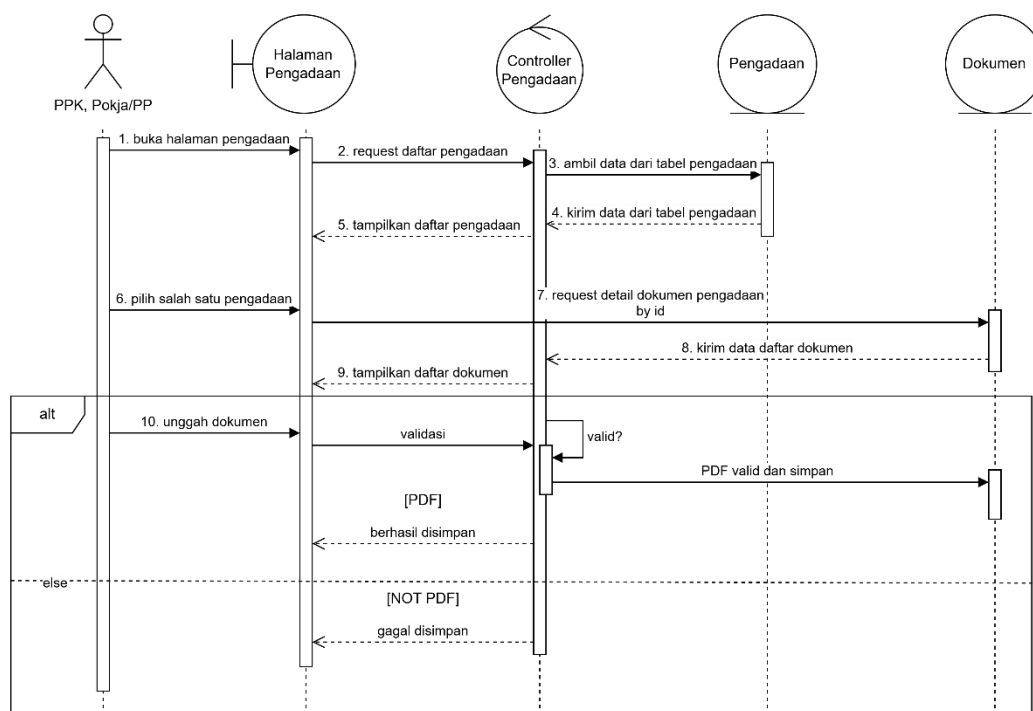 Halaman
Pengadaan
Controller
Pengadaan
Pengadaan
Dokumen
PPK, Pokja/PP
1. buka halaman pengadaan
2. request daftar pengadaan
3. ambil data dari tabel pengadaan
4. kirim data dari tabel pengadaan
5. tampilkan daftar pengadaan
6. pilih salah satu pengadaan
7. request detail dokumen pengadaan
by id
8. kirim data daftar dokumen
9. tampilkan daftar dokumen
alt
10. unggah dokumen
validasi
valid?
PDF valid dan simpan
[PDF]
berhasil disimpan
else
[NOT PDF]
gagal disimpan